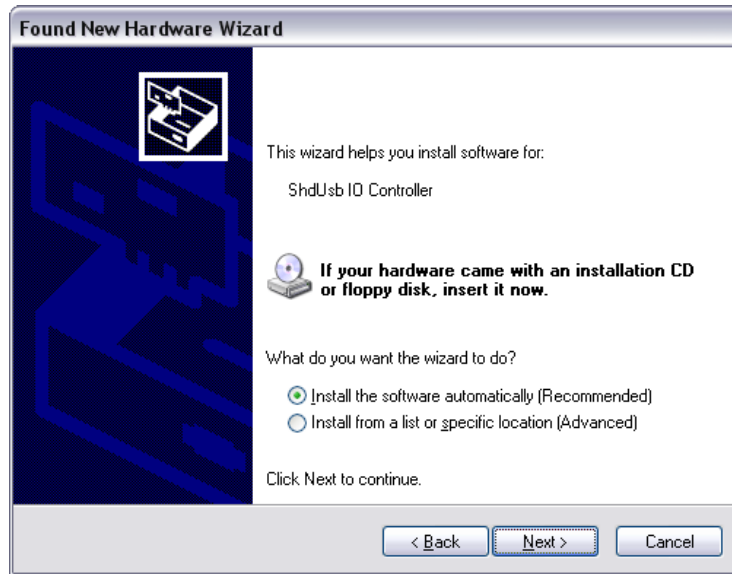 Found New Hardware Wizard
This wizard helps you install software for:
ShdUsb IO Controller
If your hardware came with an installation CD
or floppy disk, insert it now.
What do you want the wizard to do?
Install the software automatically (Recommended)
Install from a list or specific location (Advanced)
Click Next to continue.
< Back
Next >
Cancel